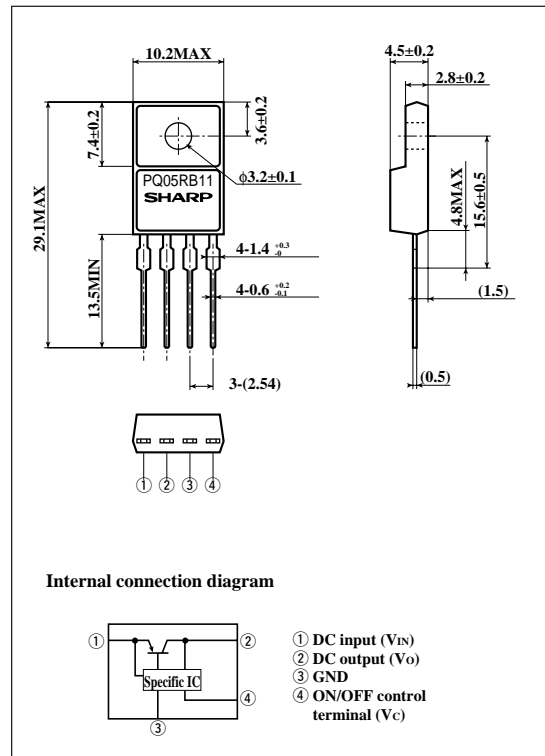 10.2MAX
4.5±0.2
2.8±0.2
7.4±0.2
3.6±0.2
PQ05RB11
SHARP
φ3.2±0.1
29.1MAX
4.8MAX
15.6±0.5
13.5MIN
4-1.4 +0.3 -0
4-0.6 +0.2 -0.1
(1.5)
3-(2.54)
(0.5)
① ② ③ ④
Internal connection diagram
①
②
Specific IC
④
③
① DC input (VIN)
② DC output (VO)
③ GND
④ ON/OFF control
terminal (VC)